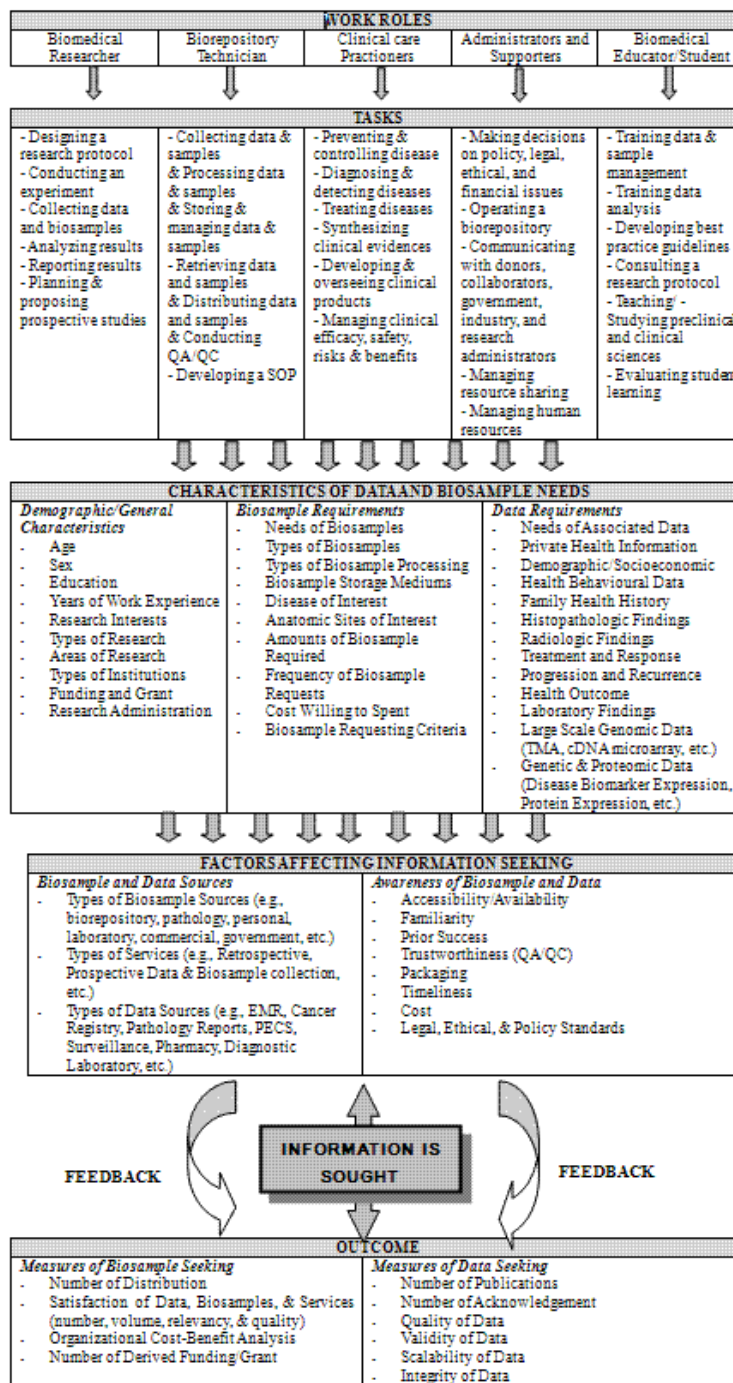 WORK ROLES
Biomedical
Researcher
Biorepository
Technician
Clinical care
Practioners
Administrators and
Supporters
Biomedical
Educator/Student
TASKS
- Designing a
research protocol
- Conducting an
experiment
- Collecting data
and biosamples
- Analyzing results
- Reporting results
- Planning &
proposing
prospective studies
- Collecting data &
samples
& Processing data
& samples
& Storing &
managing data &
samples
- Retrieving data
and samples
& Distributing data
and samples
& Conducting
QA/QC
- Developing a SOP
- Preventing &
controlling disease
- Diagnosing &
detecting diseases
- Treating diseases
- Synthesizing
clinical evidences
- Developing &
overseeing clinical
products
- Managing clinical
efficacy, safety,
risks & benefits
- Making decisions
on policy, legal,
ethical, and
financial issues
- Operating a
biorepository
- Communicating
with donors,
collaborators,
government,
industry, and
research
administrators
- Managing
resource sharing
- Managing human
resources
- Training data &
sample
management
- Training data
analysis
- Developing best
practice guidelines
- Consulting a
research protocol
- Teaching/ -
Studying preclinical
and clinical
sciences
- Evaluating student
learning
CHARACTERISTICS OF DATA AND BIOSAMPLE NEEDS
Demographic/General
Characteristics
- Age
- Sex
- Education
- Years of Work Experience
- Research Interests
- Types of Research
- Areas of Research
- Types of Institutions
- Funding and Grant
- Research Administration
Biosample Requirements
- Needs of Biosamples
- Types of Biosamples
- Types of Biosample Processing
- Biosample Storage Mediums
- Disease of Interest
- Anatomic Sites of Interest
- Amounts of Biosample
Required
- Frequency of Biosample
Requests
- Cost Willing to Spent
- Biosample Requesting Criteria
Data Requirements
- Needs of Associated Data
- Private Health Information
- Demographic/Socioeconomic
- Health Behavioural Data
- Family Health History
- Histopathologic Findings
- Radiologic Findings
- Treatment and Response
- Progression and Recurrence
- Health Outcome
- Laboratory Findings
- Large Scale Genomic Data
(TMA, cDNA microarray, etc.)
- Genetic & Proteomic Data
(Disease Biomarker Expression,
Protein Expression, etc.)
FACTORS AFFECTING INFORMATION SEEKING
Biosample and Data Sources
- Types of Biosample Sources (e.g.,
biorepository, pathology, personal,
laboratory, commercial, government, etc.)
- Types of Services (e.g., Retrospective,
Prospective Data & Biosample collection,
etc.)
- Types of Data Sources (e.g., EMR, Cancer
Registry, Pathology Reports, PECS,
Surveillance, Pharmacy, Diagnostic
Laboratory, etc.)
Awareness of Biosample and Data
- Accessibility/Availability
- Familiarity
- Prior Success
- Trustworthiness (QA/QC)
- Packaging
- Timeliness
- Cost
- Legal, Ethical, & Policy Standards
INFORMATION IS
SOUGHT
FEEDBACK
FEEDBACK
OUTCOME
Measures of Biosample Seeking
- Number of Distribution
- Satisfaction of Data, Biosamples, & Services
(number, volume, relevancy, & quality)
- Organizational Cost-Benefit Analysis
- Number of Derived Funding/Grant
Measures of Data Seeking
- Number of Publications
- Number of Acknowledgement
- Quality of Data
- Validity of Data
- Scalability of Data
- Integrity of Data